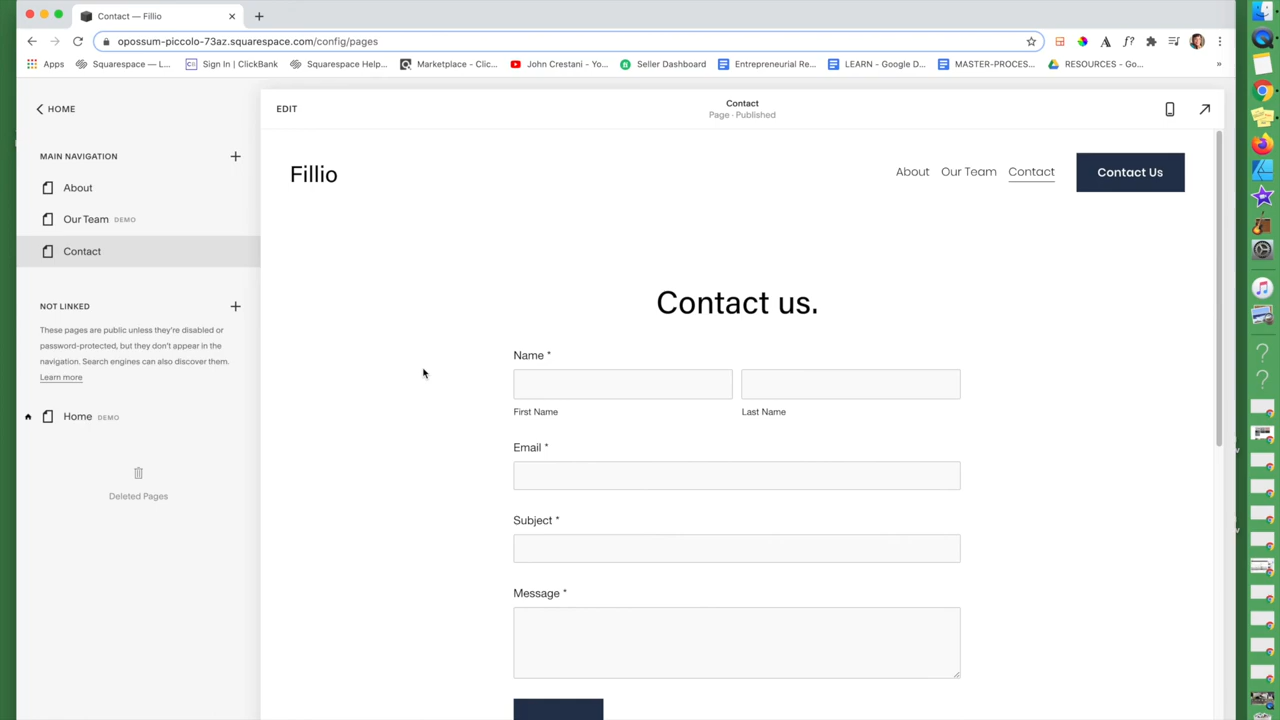 Contact — Fillio
opossum-piccolo-73az.squarespace.com/config/pages
Apps Squarespace — L... Sign In | ClickBank Squarespace Help... Marketplace - Clic... John Crestani - Yo... Seller Dashboard Entrepreneurial Re... LEARN - Google D... MASTER-PROCES... RESOURCES - Go... »
HOME
EDIT
Contact
Page · Published
MAIN NAVIGATION
About
Our Team DEMO
Contact
NOT LINKED
These pages are public unless they're disabled or
password-protected, but they don't appear in the
navigation. Search engines can also discover them.
Learn more
Home DEMO
Deleted Pages
Fillio
About Our Team Contact Contact Us
Contact us.
Name *
First Name Last Name
Email *
Subject *
Message *